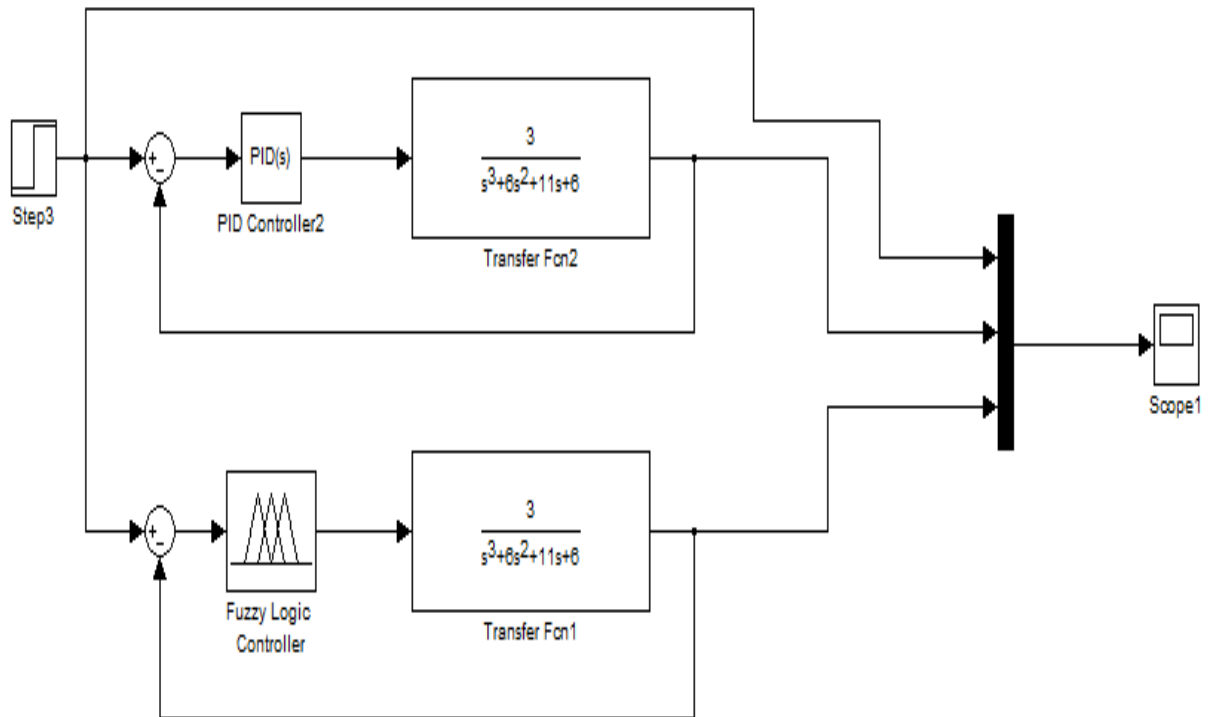 Step3
+
−
PID(s)
PID Controller2
3
s³+6s²+11s+6
Transfer Fcn2
Scope1
+
−
Fuzzy Logic
Controller
3
s³+6s²+11s+6
Transfer Fcn1